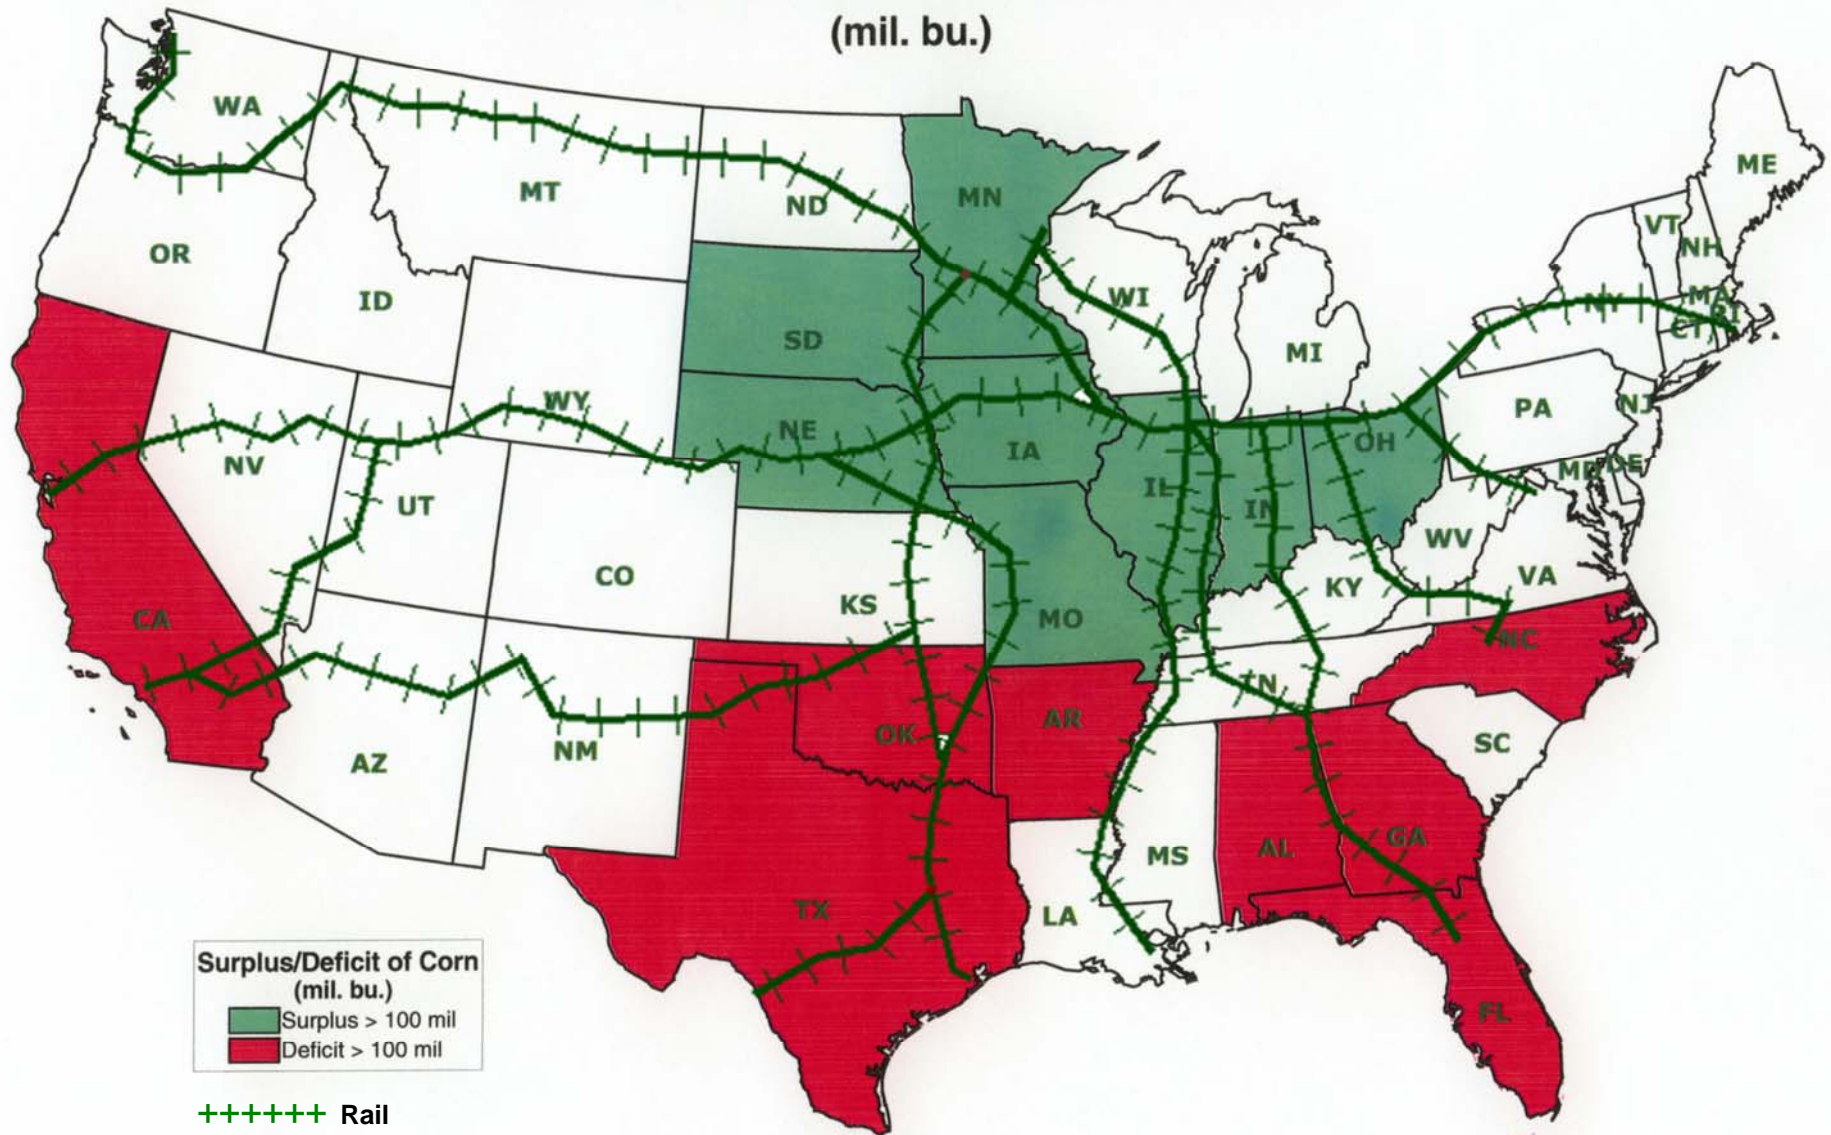 (mil. bu.)
WA
MT
ND
MN
ME
OR
ID
SD
WI
MI
VT
NH
NY
MA
RI
CT
WY
NE
IA
PA
NJ
NV
UT
CO
KS
MO
IL
IN
OH
MD
DE
WV
VA
KY
CA
AZ
NM
OK
AR
TN
NC
SC
TX
LA
MS
AL
GA
FL
Surplus/Deficit of Corn
(mil. bu.)
Surplus > 100 mil
Deficit > 100 mil
Rail